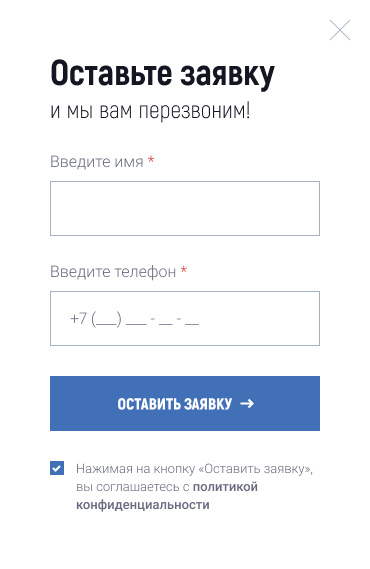 Оставьте заявку
и мы вам перезвоним!
Введите имя *
Введите телефон *
+7 (___) ___ - __ - __
ОСТАВИТЬ ЗАЯВКУ →
Нажимая на кнопку «Оставить заявку»,
вы соглашаетесь с политикой
конфиденциальности